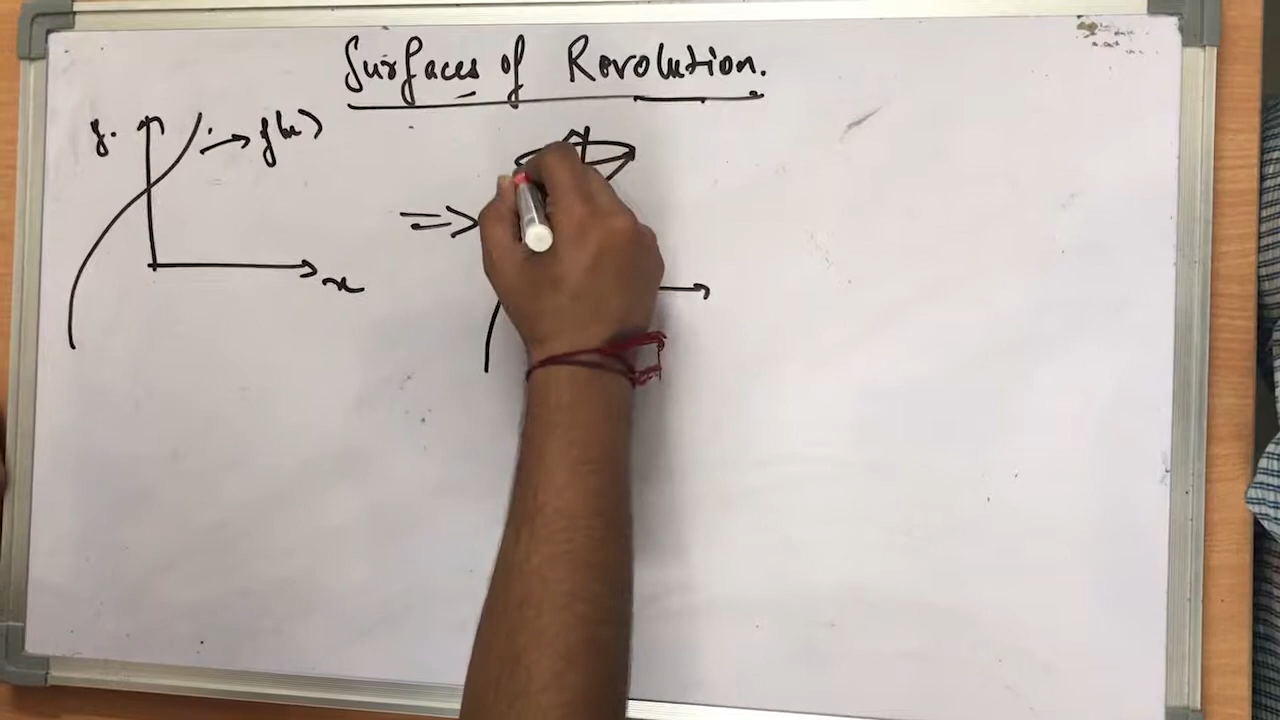 Surfaces of Revolution.
y.
f(x)
x